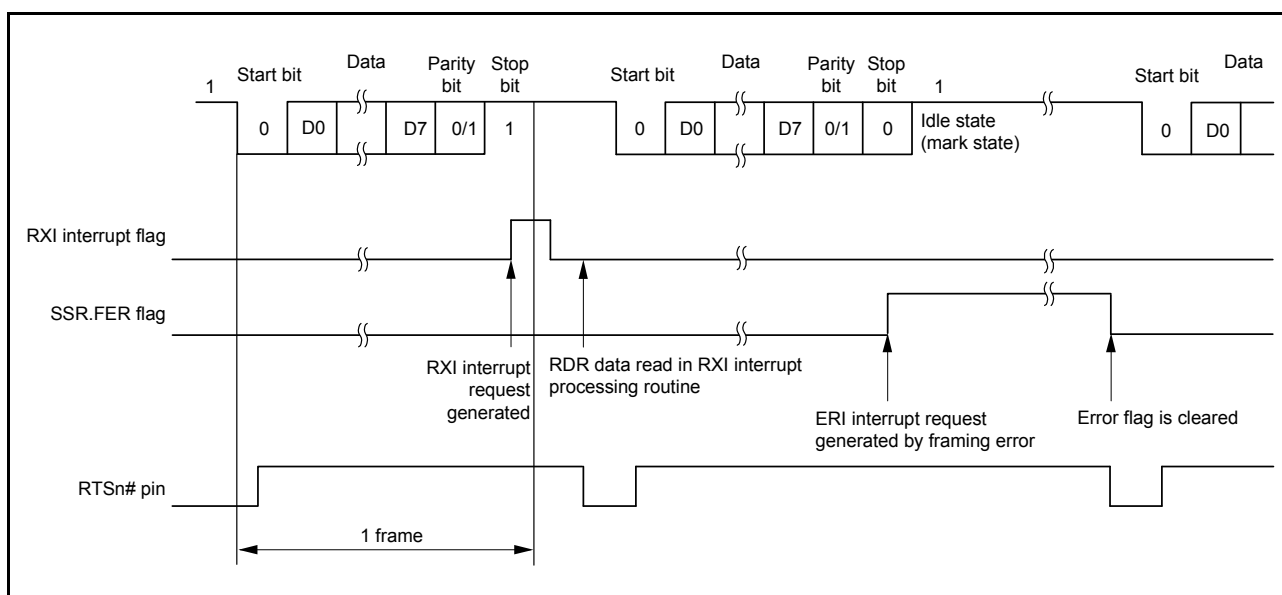 1 Start bit Data Parity bit Stop bit Start bit Data Parity bit Stop bit 1 Start bit Data
0 D0 D7 0/1 1 0 D0 D7 0/1 0 Idle state (mark state) 0 D0
RXI interrupt flag
SSR.FER flag
RXI interrupt
request
generated
RDR data read in RXI interrupt
processing routine
ERI interrupt request
generated by framing error
Error flag is cleared
RTSn# pin
1 frame